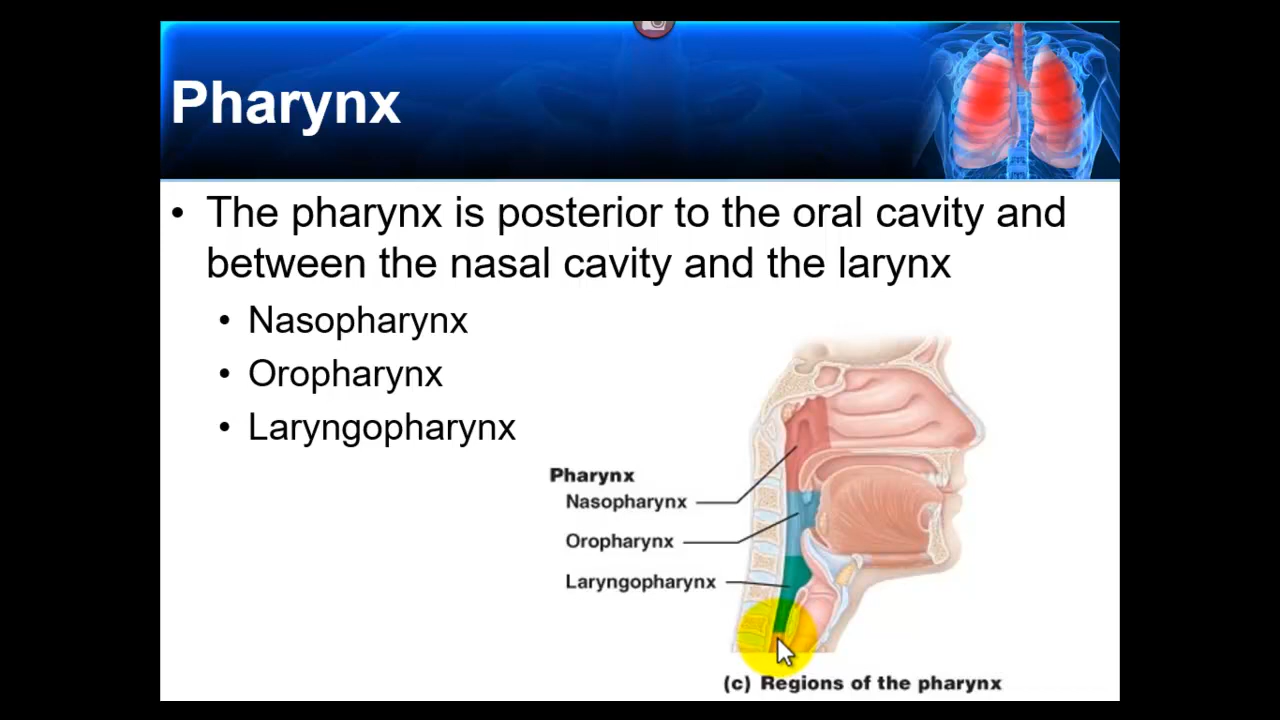 Pharynx
• The pharynx is posterior to the oral cavity and
between the nasal cavity and the larynx
• Nasopharynx
• Oropharynx
• Laryngopharynx
Pharynx
Nasopharynx
Oropharynx
Laryngopharynx
(c) Regions of the pharynx